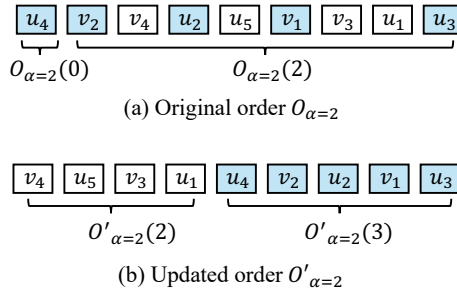 u₄ v₂ v₄ u₂ u₅ v₁ v₃ u₁ u₃
O_{α=2}(0) O_{α=2}(2)
(a) Original order O_{α=2}
v₄ u₅ v₃ u₁ u₄ v₂ u₂ v₁ u₃
O'_{α=2}(2) O'_{α=2}(3)
(b) Updated order O'_{α=2}